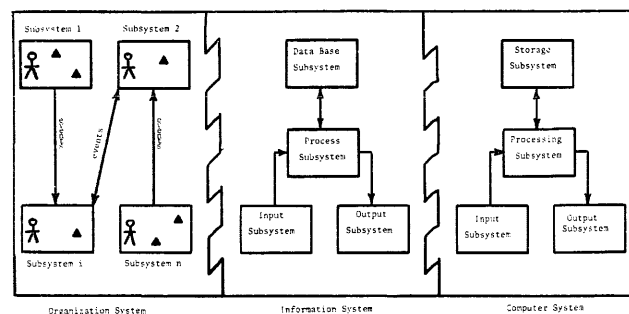 Subsystem 1
Subsystem 2
events
Subsystem i
Subsystem n
Organization System
Data Base
Subsystem
Process
Subsystem
Input
Subsystem
Output
Subsystem
Information System
Storage
Subsystem
Processing
Subsystem
Input
Subsystem
Output
Subsystem
Computer System